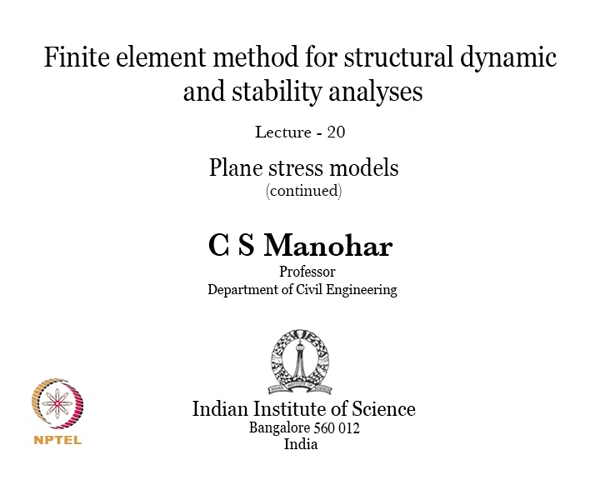 Finite element method for structural dynamic
and stability analyses
Lecture - 20
Plane stress models
(continued)
C S Manohar
Professor
Department of Civil Engineering
Indian Institute of Science
Bangalore 560 012
India
NPTEL